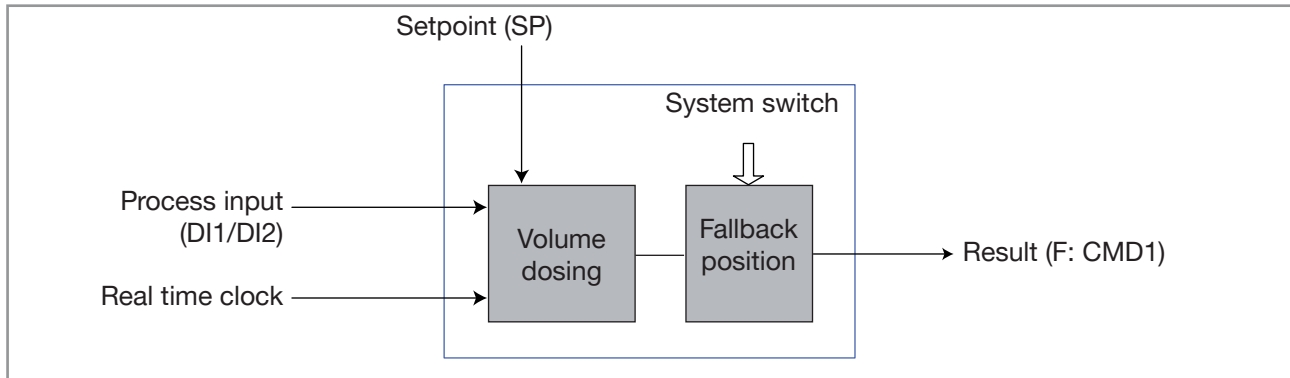 Setpoint (SP)
System switch
Process input
(DI1/DI2)
Volume
dosing
Fallback
position
Result (F: CMD1)
Real time clock